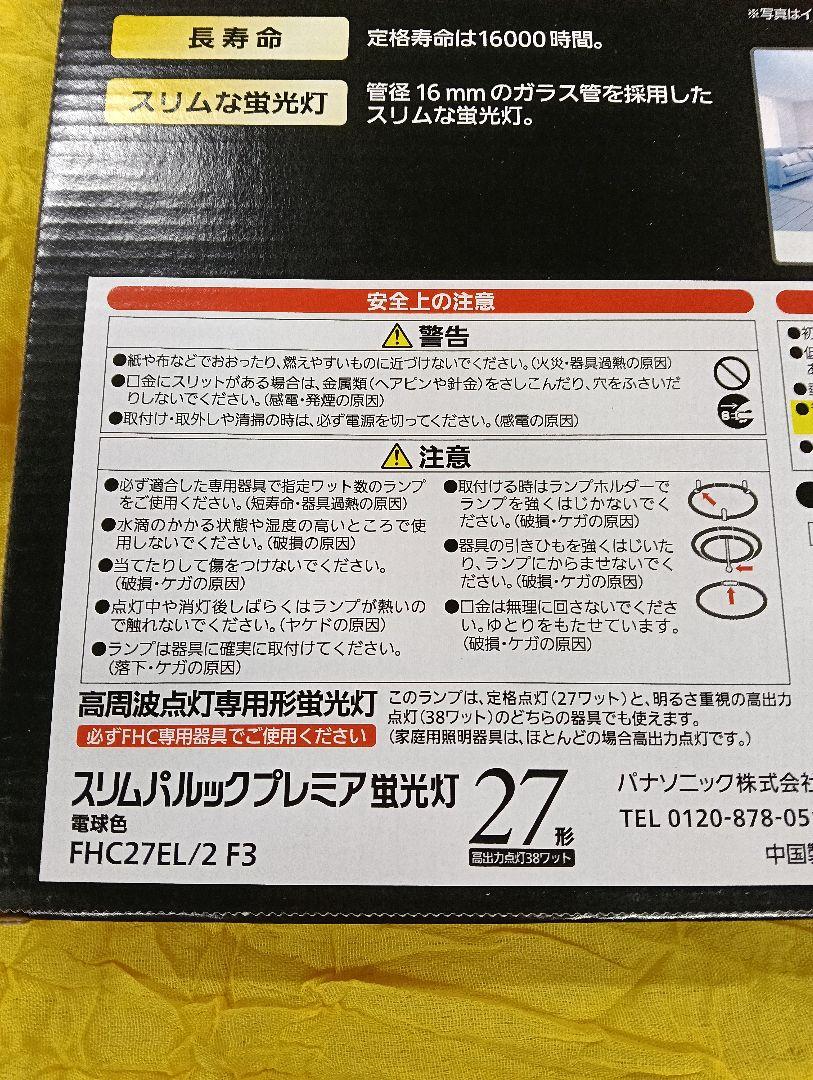 ※写真はイ
長寿命
定格寿命は16000時間。
スリムな蛍光灯
管径16mmのガラス管を採用した
スリムな蛍光灯。
安全上の注意
警告
●紙や布などでおおったり、燃えやすいものに近づけないでください。(火災・器具過熱の原因)
●口金にスリットがある場合は、金属類(ヘアピンや針金)をさしこんだり、穴をふさいだ
りしないでください。(感電・発煙の原因)
●取付け・取外しや清掃の時は、必ず電源を切ってください。(感電の原因)
注意
●必ず適合した専用器具で指定ワット数のランプ
をご使用ください。(短寿命・器具過熱の原因)
●水滴のかかる状態や湿度の高いところで使
用しないでください。(破損の原因)
●当てたりして傷をつけないでください。
(破損・ケガの原因)
●点灯中や消灯後しばらくはランプが熱いの
で触れないでください。(ヤケドの原因)
●ランプは器具に確実に取付けてください。
(落下・ケガの原因)
●取付ける時はランプホルダーで
ランプを強くはじかないでく
ださい。(破損・ケガの原因)
●器具の引きひもを強くはじいた
り、ランプにからませないでく
ださい。(破損・ケガの原因)
●口金は無理に回さないでくださ
い。ゆとりをもたせています。
(破損・ケガの原因)
●初
高周波点灯専用形蛍光灯
必ずFHC専用器具でご使用ください
このランプは、定格点灯(27ワット)と、明るさ重視の高出力
点灯(38ワット)のどちらの器具でも使えます。
(家庭用照明器具は、ほとんどの場合高出力点灯です。)
スリムパルックプレミア蛍光灯
電球色
FHC27EL/2 F3
27形
高出力点灯38ワット
パナソニック株式会社
TEL 0120-878-05
中国製